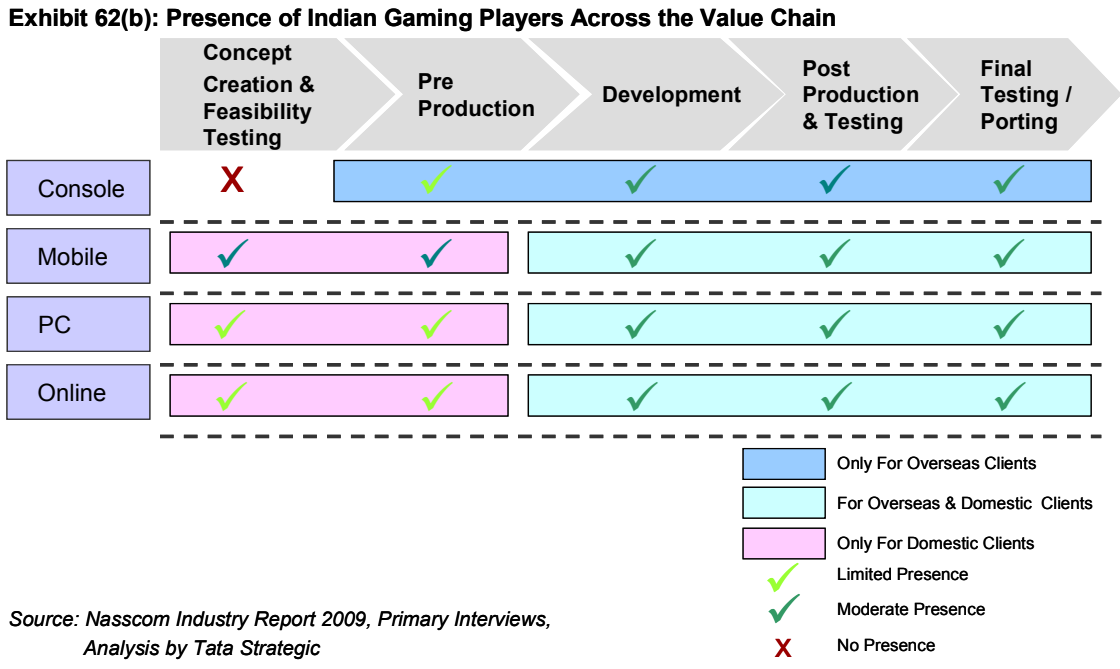 Exhibit 62(b): Presence of Indian Gaming Players Across the Value Chain
Concept
Creation &
Feasibility
Testing
Pre
Production
Development
Post
Production
& Testing
Final
Testing /
Porting
Console
X
Mobile
PC
Online
Only For Overseas Clients
For Overseas & Domestic Clients
Only For Domestic Clients
Limited Presence
Moderate Presence
X No Presence
Source: Nasscom Industry Report 2009, Primary Interviews,
Analysis by Tata Strategic